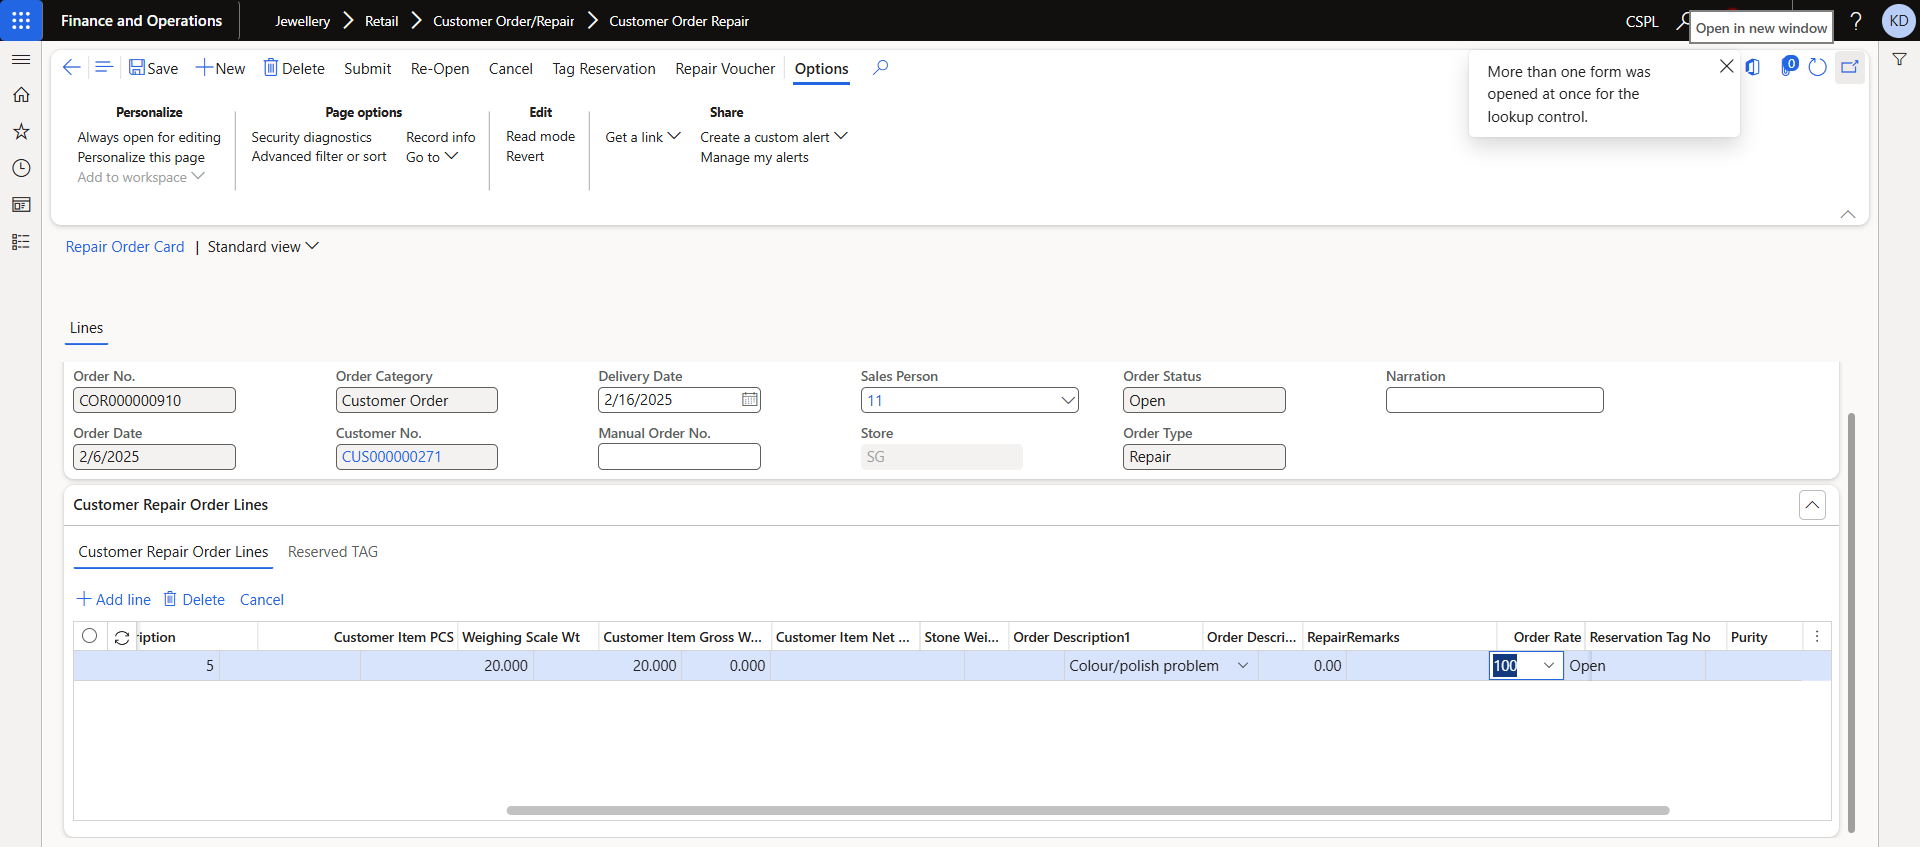 Finance and Operations
Jewellery Retail Customer Order/Repair Customer Order Repair
CSPL
Open in new window
? KD
Save New Delete Submit Re-Open Cancel Tag Reservation Repair Voucher Options
0
More than one form was
opened at once for the
lookup control.
Personalize
Always open for editing
Personalize this page
Add to workspace
Page options
Security diagnostics
Advanced filter or sort
Record info
Go to
Edit
Read mode
Revert
Get a link
Share
Create a custom alert
Manage my alerts
Repair Order Card | Standard view
Lines
Order No.
COR000000910
Order Date
2/6/2025
Order Category
Customer Order
Customer No.
CUS000000271
Delivery Date
2/16/2025
Manual Order No.
Sales Person
11
Store
SG
Order Status
Open
Order Type
Repair
Narration
Customer Repair Order Lines
Customer Repair Order Lines Reserved TAG
Add line Delete Cancel
iption Customer Item PCS Weighing Scale Wt Customer Item Gross W... Customer Item Net ... Stone Wei... Order Description1 Order Descri... RepairRemarks Order Rate Reservation Tag No Purity
5 20.000 20.000 0.000 Colour/polish problem 0.00 100 Open